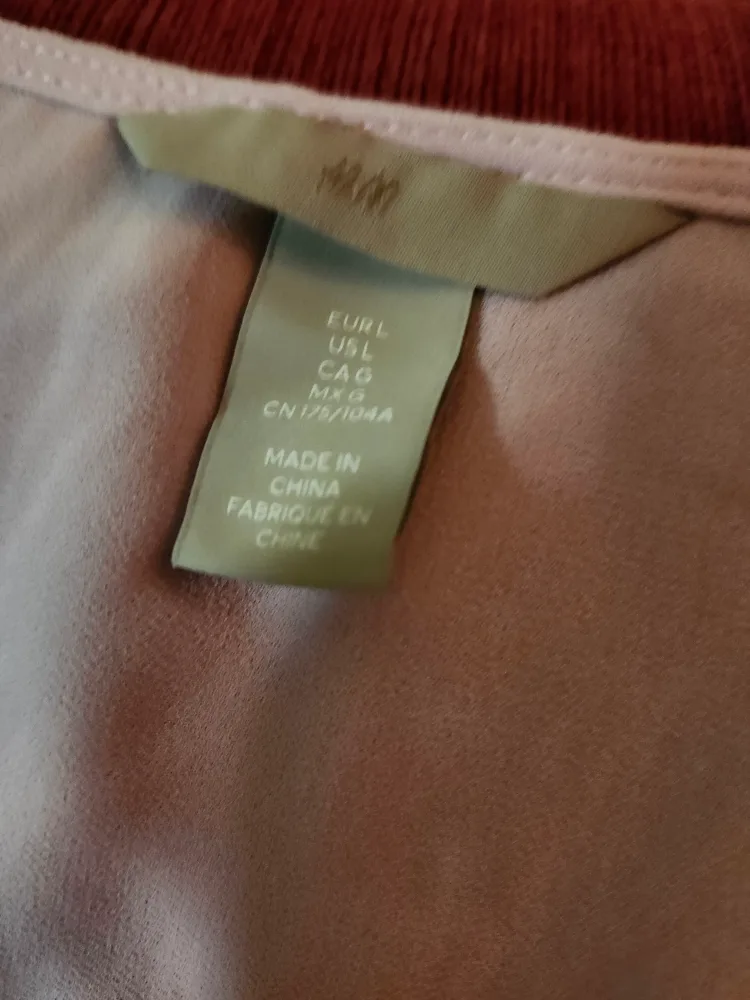 H&M
EUR L
US L
CA G
MX G
CN 175/104A
MADE IN
CHINA
FABRIQUÉ EN
CHINE